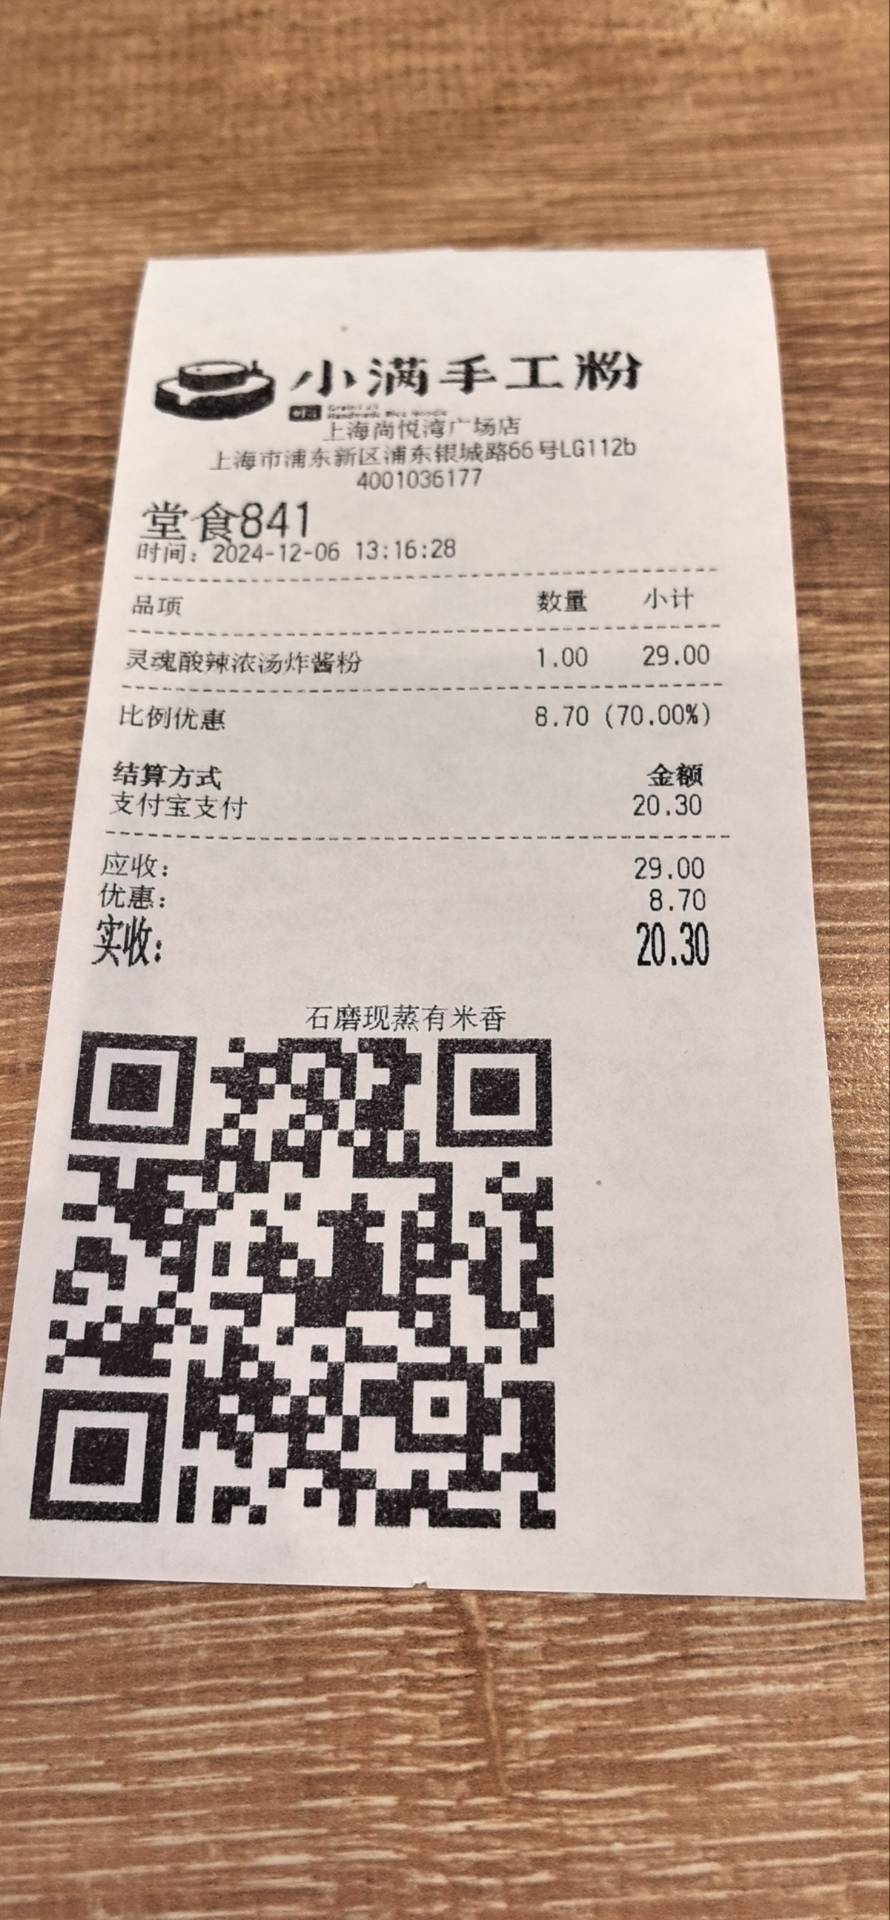 小满手工粉
Handmade Rice Noodle
上海尚悦湾广场店
上海市浦东新区浦东银城路66号LG112b
4001036177
堂食841
时间：2024-12-06 13:16:28
品项 数量 小计
灵魂酸辣浓汤炸酱粉 1.00 29.00
比例优惠 8.70 (70.00%)
结算方式 金额
支付宝支付 20.30
应收： 29.00
优惠： 8.70
实收： 20.30
石磨现蒸有米香